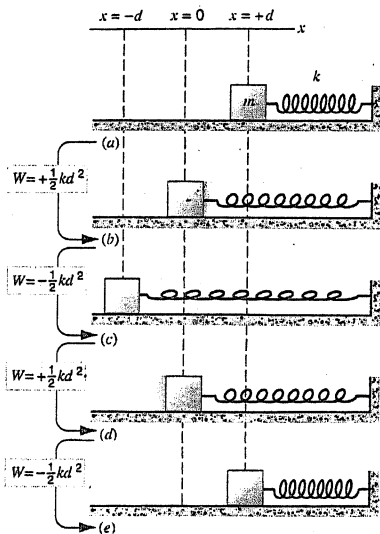 x = −d x = 0 x = +d
x
k
m
(a)
W = +½kd²
(b)
W = −½kd²
(c)
W = +½kd²
(d)
W = −½kd²
(e)